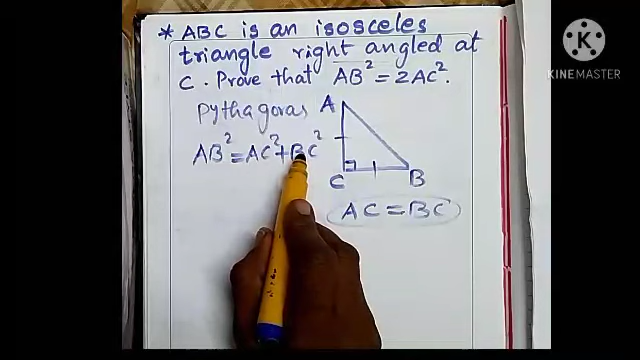 * ABC is an isosceles
triangle right angled at
C. Prove that AB² = 2AC².
Pythagoras
AB² = AC² + BC²
A
C
B
AC = BC
K
KINEMASTER